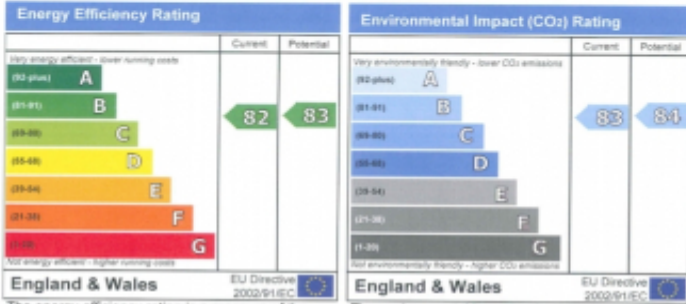 Energy Efficiency Rating
Current Potential
Very energy efficient - lower running costs
(92-plus) A
(81-91) B
82 83
(69-80) C
(55-68) D
(39-54) E
(21-38) F
(1-20) G
Not energy efficient - higher running costs
England & Wales
EU Directive
2002/91/EC
Environmental Impact (CO₂) Rating
Current Potential
Very environmentally friendly - lower CO₂ emissions
(92-plus) A
(81-91) B
83 84
(69-80) C
(55-68) D
(39-54) E
(21-38) F
(1-20) G
Not environmentally friendly - higher CO₂ emissions
England & Wales
EU Directive
2002/91/EC